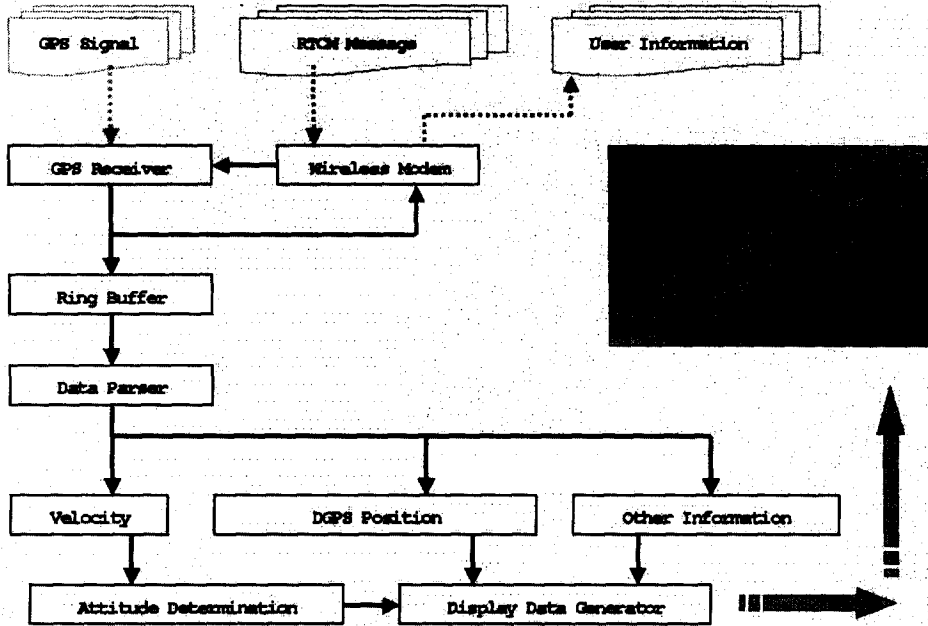 GPS Signal
RTCM Message
User Information
GPS Receiver
Wireless Modem
Ring Buffer
Data Parser
Velocity
DGPS Position
Other Information
Attitude Determination
Display Data Generator